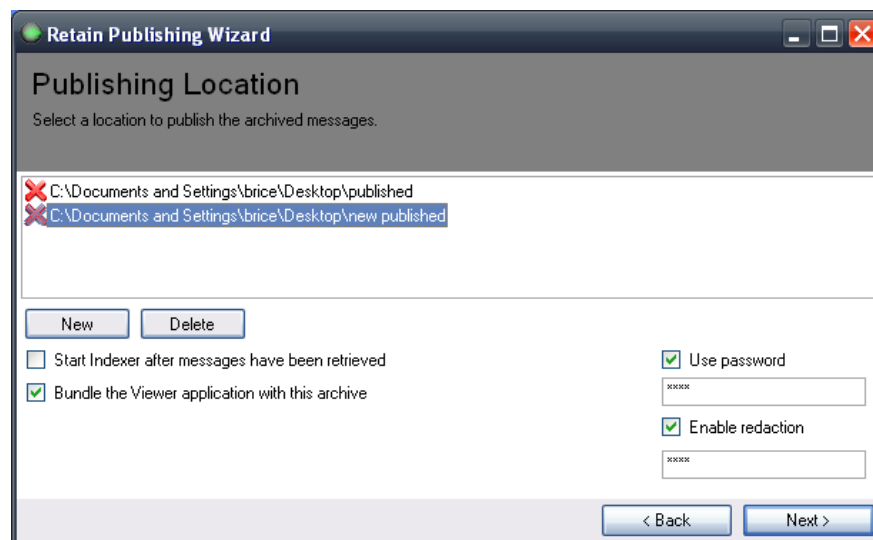 Retain Publishing Wizard
Publishing Location
Select a location to publish the archived messages.
C:\Documents and Settings\brice\Desktop\published
C:\Documents and Settings\brice\Desktop\new published
New Delete
Start Indexer after messages have been retrieved
Use password
Bundle the Viewer application with this archive
****
Enable redaction
****
< Back Next >